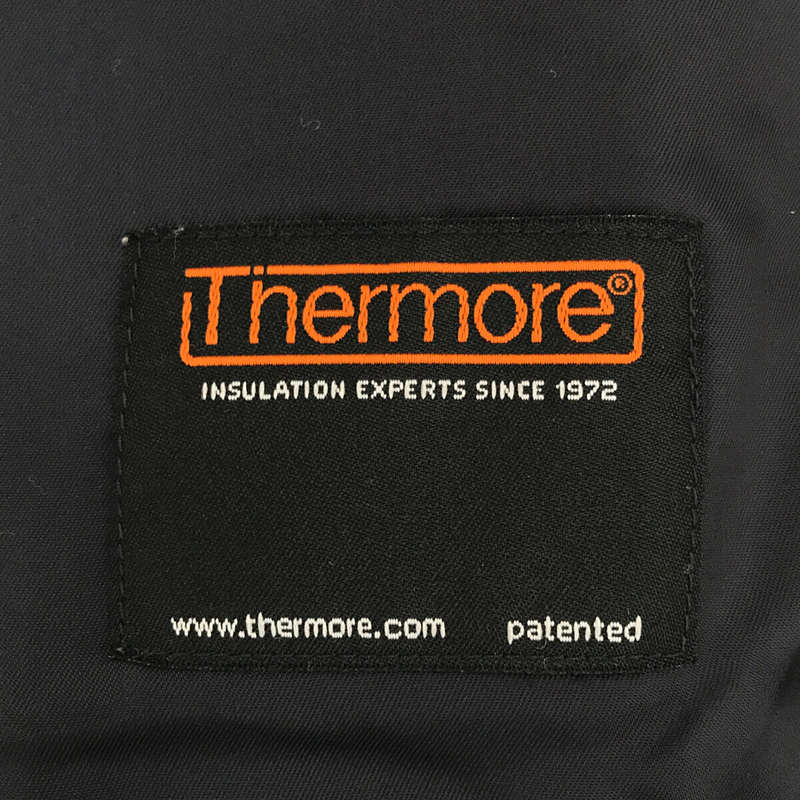 Thermore®
INSULATION EXPERTS SINCE 1972
www.thermore.com patented